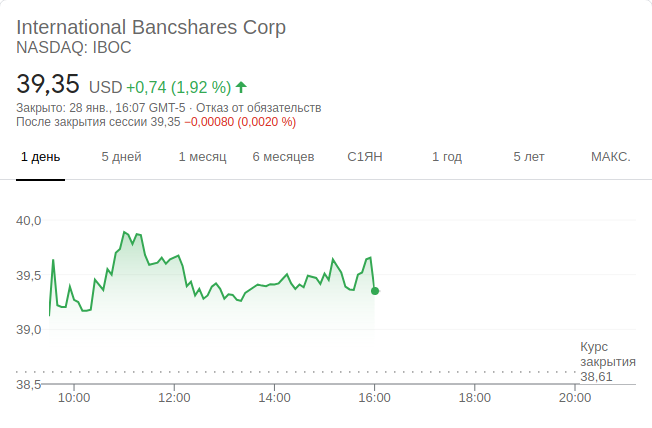 International Bancshares Corp
NASDAQ: IBOC
39,35 USD +0,74 (1,92 %)
Закрыто: 28 янв., 16:07 GMT-5 · Отказ от обязательств
После закрытия сессии 39,35 −0,00080 (0,0020 %)
1 день 5 дней 1 месяц 6 месяцев С1ЯН 1 год 5 лет МАКС.
40,0
39,5
39,0
Курс
закрытия
38,61
38,5
10:00 12:00 14:00 16:00 18:00 20:00